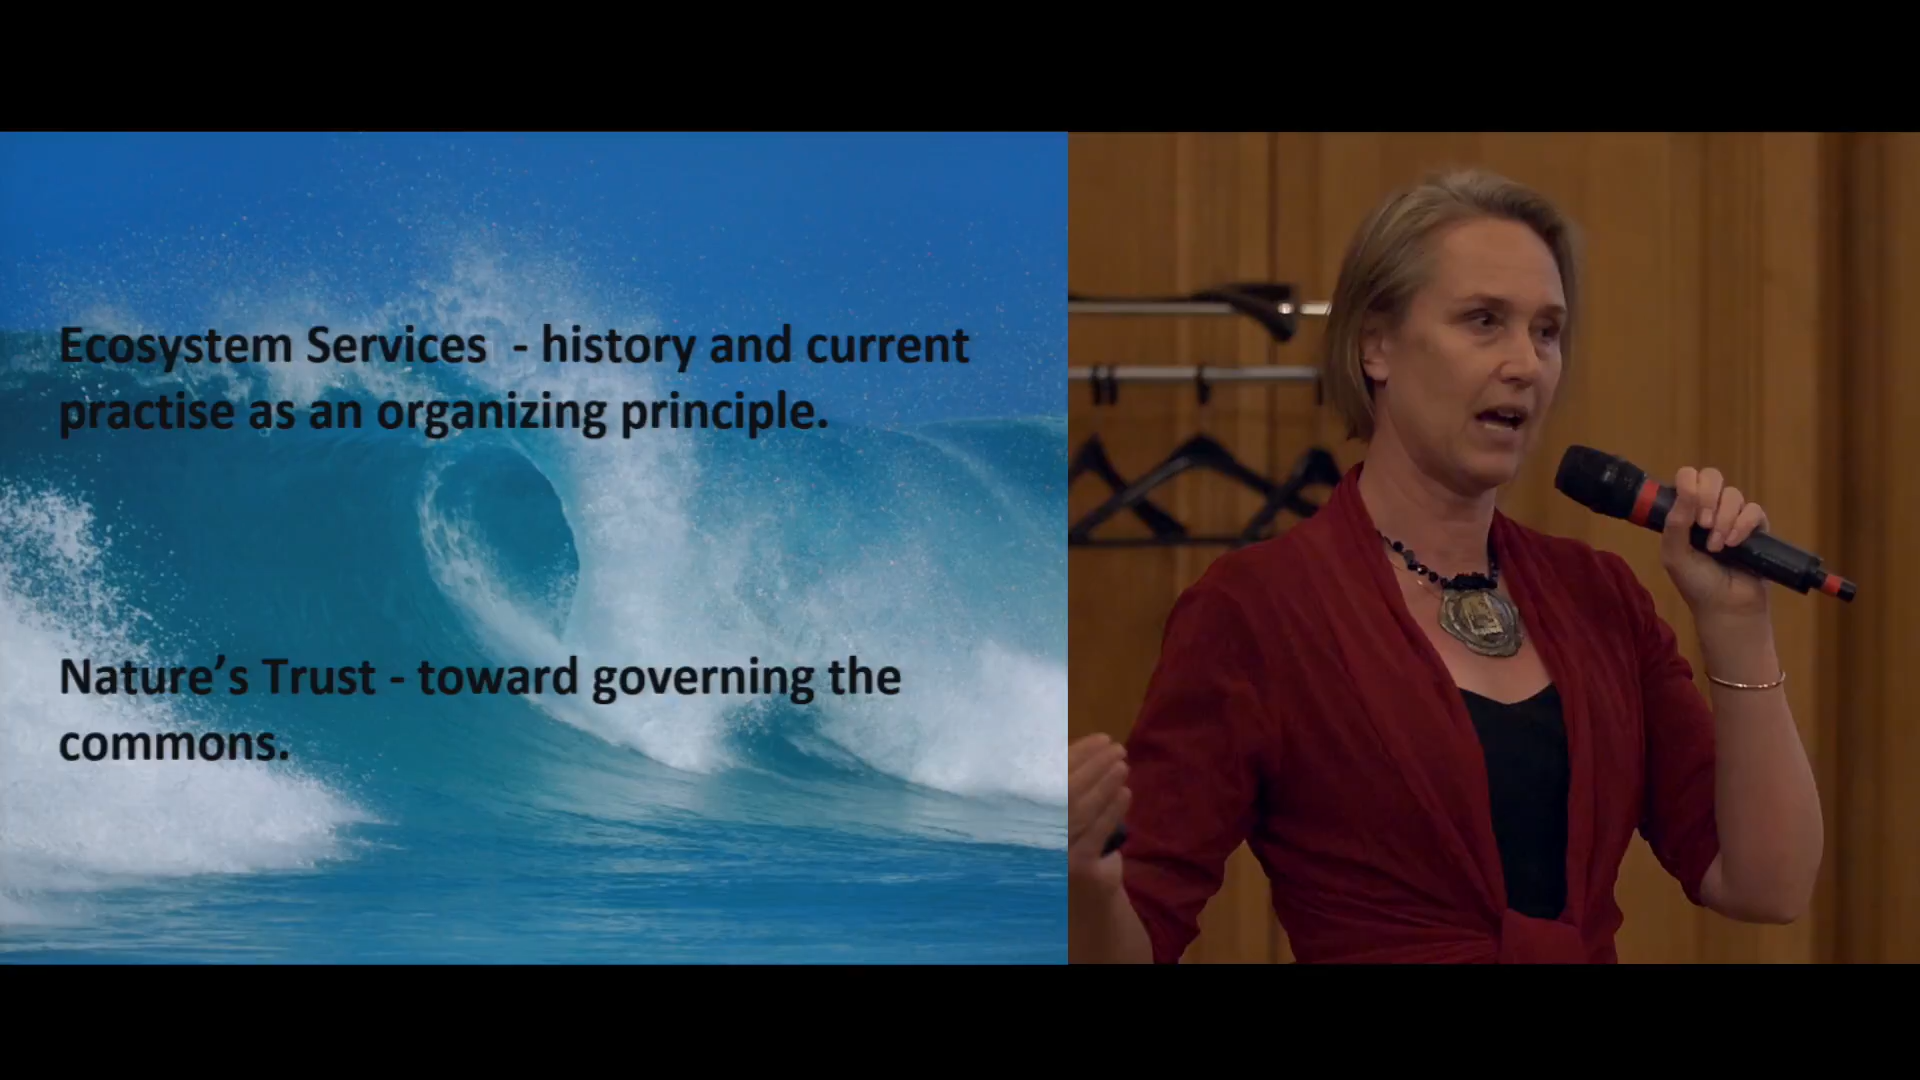 Ecosystem Services - history and current
practise as an organizing principle.
Nature’s Trust - toward governing the
commons.